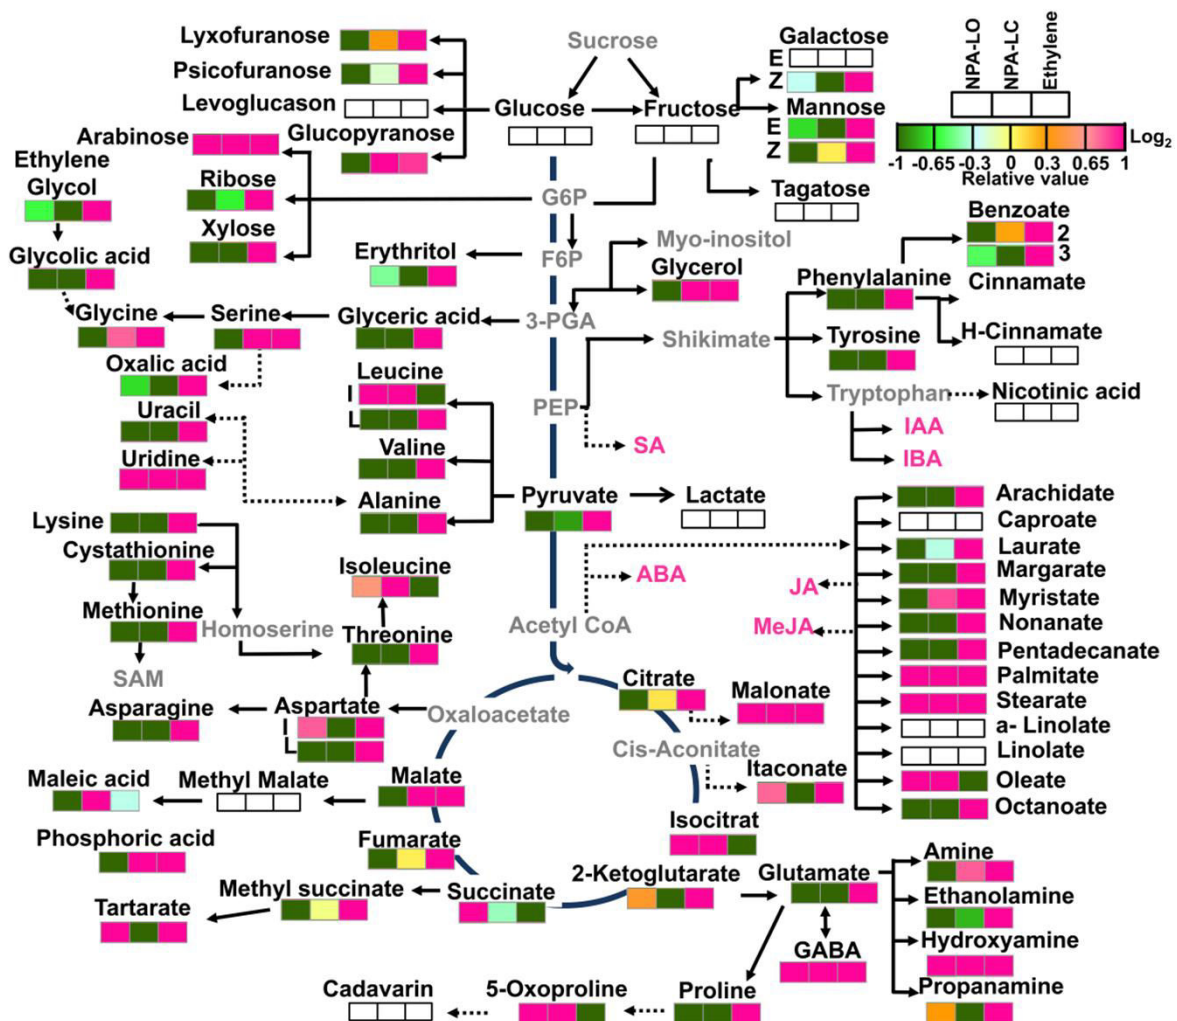 Lyxofuranose
Psicofuranose
Levoglucason
Arabinose
Glucopyranose
Ethylene
Glycol
Ribose
Xylose
Glycolic acid
Erythritol
Sucrose
Glucose
Fructose
Galactose
E
Z
Mannose
E
Z
Tagatose
NPA-LO
NPA-LC
Ethylene
Log2
-1 -0.65 -0.3 0 0.3 0.65 1
Relative value
G6P
F6P
Myo-inositol
Glycerol
Benzoate
2
3
Phenylalanine
Cinnamate
H-Cinnamate
Glycine
Serine
Glyceric acid
3-PGA
Shikimate
Tyrosine
Tryptophan
Nicotinic acid
IAA
IBA
Oxalic acid
Uracil
Uridine
Leucine
I
L
Valine
Alanine
PEP
SA
Pyruvate
Lactate
Lysine
Cystathionine
Methionine
Homoserine
SAM
Isoleucine
Threonine
ABA
Acetyl CoA
JA
MeJA
Arachidate
Caproate
Laurate
Margarate
Myristate
Nonanate
Pentadecanate
Palmitate
Stearate
a- Linolate
Linolate
Oleate
Octanoate
Asparagine
Aspartate
I
L
Oxaloacetate
Citrate
Malonate
Cis-Aconitate
Itaconate
Isocitrat
Maleic acid
Methyl Malate
Malate
Phosphoric acid
Fumarate
Methyl succinate
Succinate
2-Ketoglutarate
Glutamate
Tartarate
GABA
Amine
Ethanolamine
Hydroxyamine
Propanamine
Cadavarin
5-Oxoproline
Proline